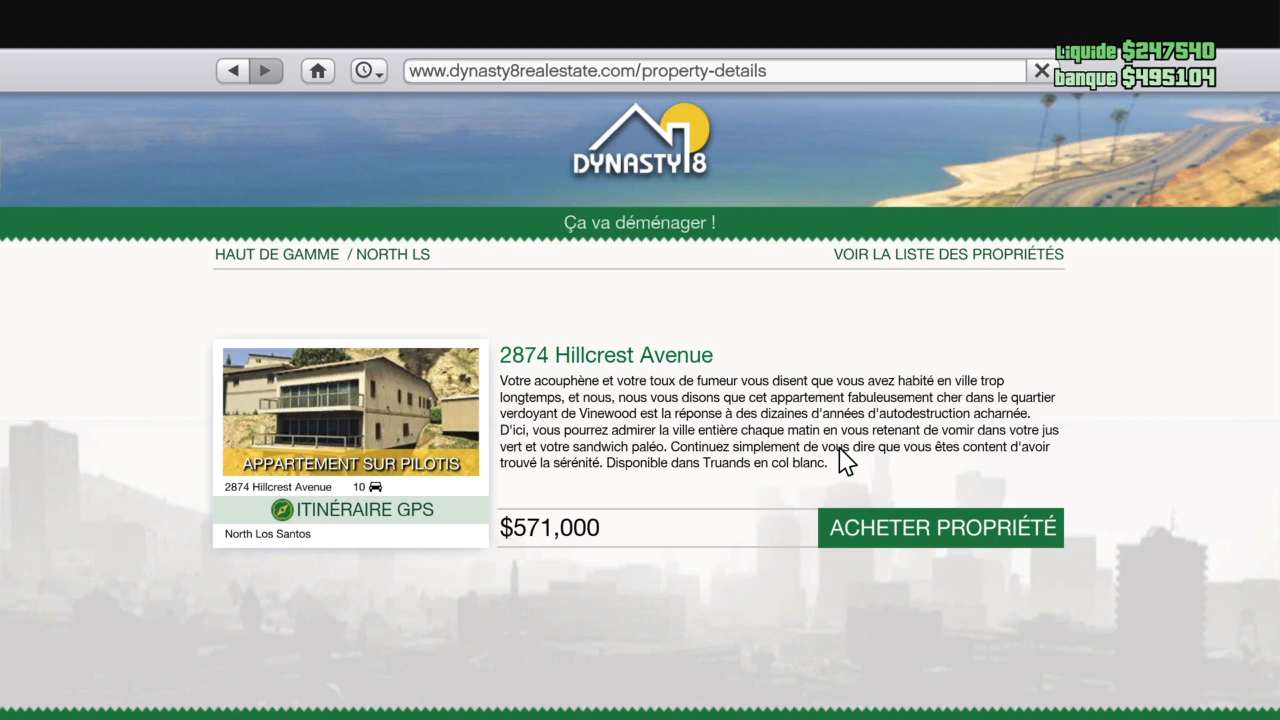 Liquide $247540
www.dynasty8realestate.com/property-details
banque $495104
DYNASTY 8
Ça va déménager !
HAUT DE GAMME / NORTH LS
VOIR LA LISTE DES PROPRIÉTÉS
APPARTEMENT SUR PILOTIS
2874 Hillcrest Avenue 10
ITINÉRAIRE GPS
North Los Santos
2874 Hillcrest Avenue
Votre acouphène et votre toux de fumeur vous disent que vous avez habité en ville trop
longtemps, et nous, nous vous disons que cet appartement fabuleusement cher dans le quartier
verdoyant de Vinewood est la réponse à des dizaines d'années d'autodestruction acharnée.
D'ici, vous pourrez admirer la ville entière chaque matin en vous retenant de vomir dans votre jus
vert et votre sandwich paléo. Continuez simplement de vous dire que vous êtes content d'avoir
trouvé la sérénité. Disponible dans Truands en col blanc.
$571,000
ACHETER PROPRIÉTÉ